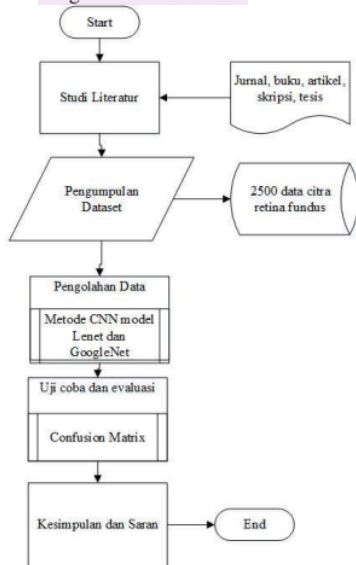 Start
Studi Literatur
Jurnal, buku, artikel,
skripsi, tesis
Pengumpulan
Dataset
2500 data citra
retina fundus
Pengolahan Data
Metode CNN model
Lenet dan
GoogleNet
Uji coba dan evaluasi
Confusion Matrix
Kesimpulan dan Saran
End